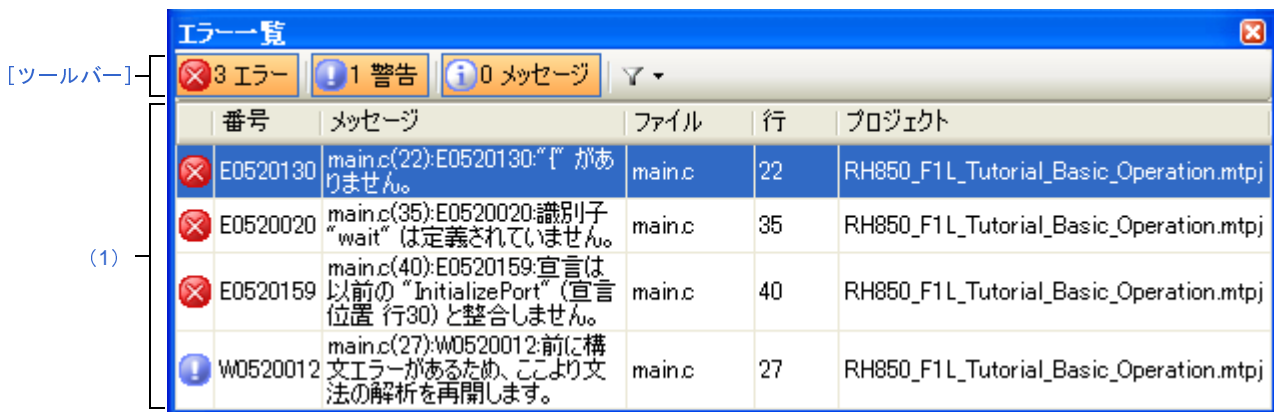 エラー一覧
[ツールバー]
3 エラー 1 警告 0 メッセージ
番号 メッセージ ファイル 行 プロジェクト
E0520130 main.c(22):E0520130:"{" があ
りません。 main.c 22 RH850_F1L_Tutorial_Basic_Operation.mtpj
E0520020 main.c(35):E0520020:識別子
"wait" は定義されていません。 main.c 35 RH850_F1L_Tutorial_Basic_Operation.mtpj
(1)
E0520159 main.c(40):E0520159:宣言は
以前の "InitializePort" (宣言
位置 行30) と整合しません。 main.c 40 RH850_F1L_Tutorial_Basic_Operation.mtpj
W0520012 main.c(27):W0520012:前に構
文エラーがあるため、ここより文
法の解析を再開します。 main.c 27 RH850_F1L_Tutorial_Basic_Operation.mtpj